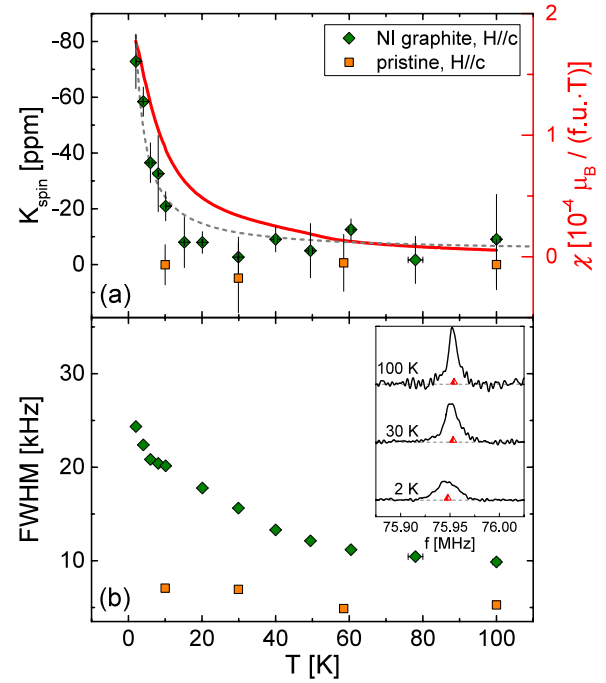 NI graphite, H//c
pristine, H//c
-80
-60
-40
-20
0
K_spin [ppm]
2
1
0
χ [10⁻⁴ μ_B / (f.u.·T)]
(a)
30
20
10
FWHM [kHz]
100 K
30 K
2 K
75.90 75.95 76.00
f [MHz]
(b)
0 20 40 60 80 100
T [K]